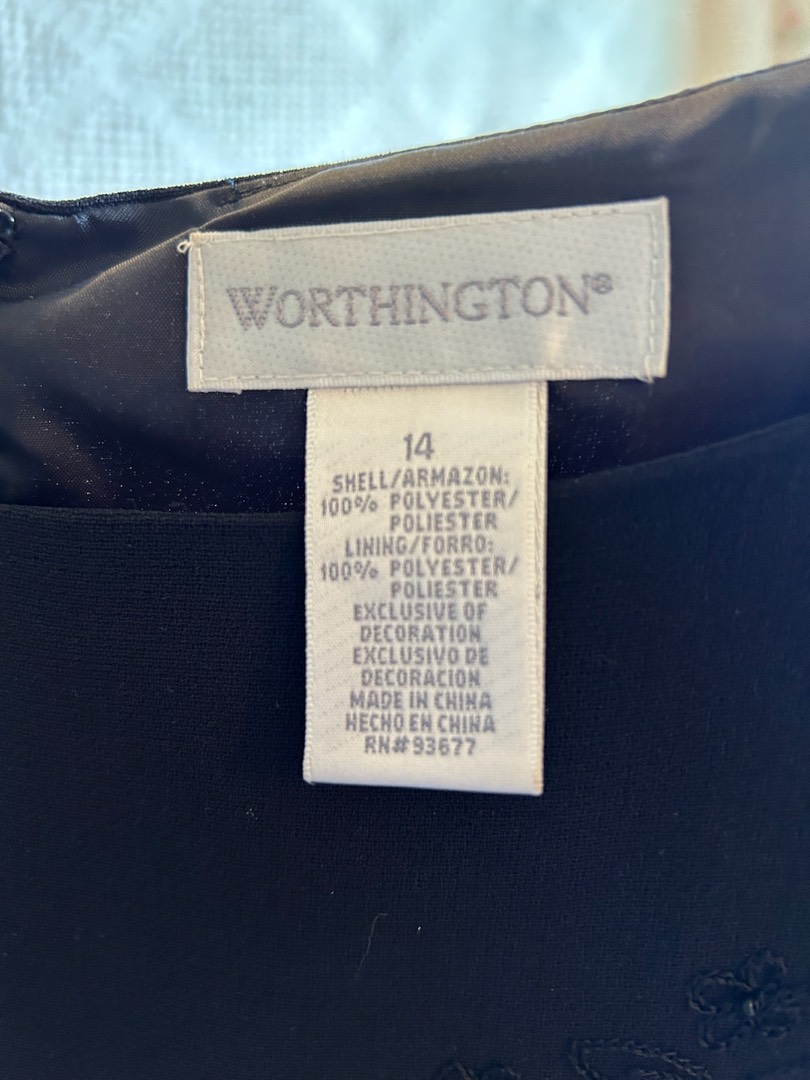 WORTHINGTON®
14
SHELL/ARMAZON:
100% POLYESTER/
POLIESTER
LINING/FORRO:
100% POLYESTER/
POLIESTER
EXCLUSIVE OF
DECORATION
EXCLUSIVO DE
DECORACION
MADE IN CHINA
HECHO EN CHINA
RN#93677